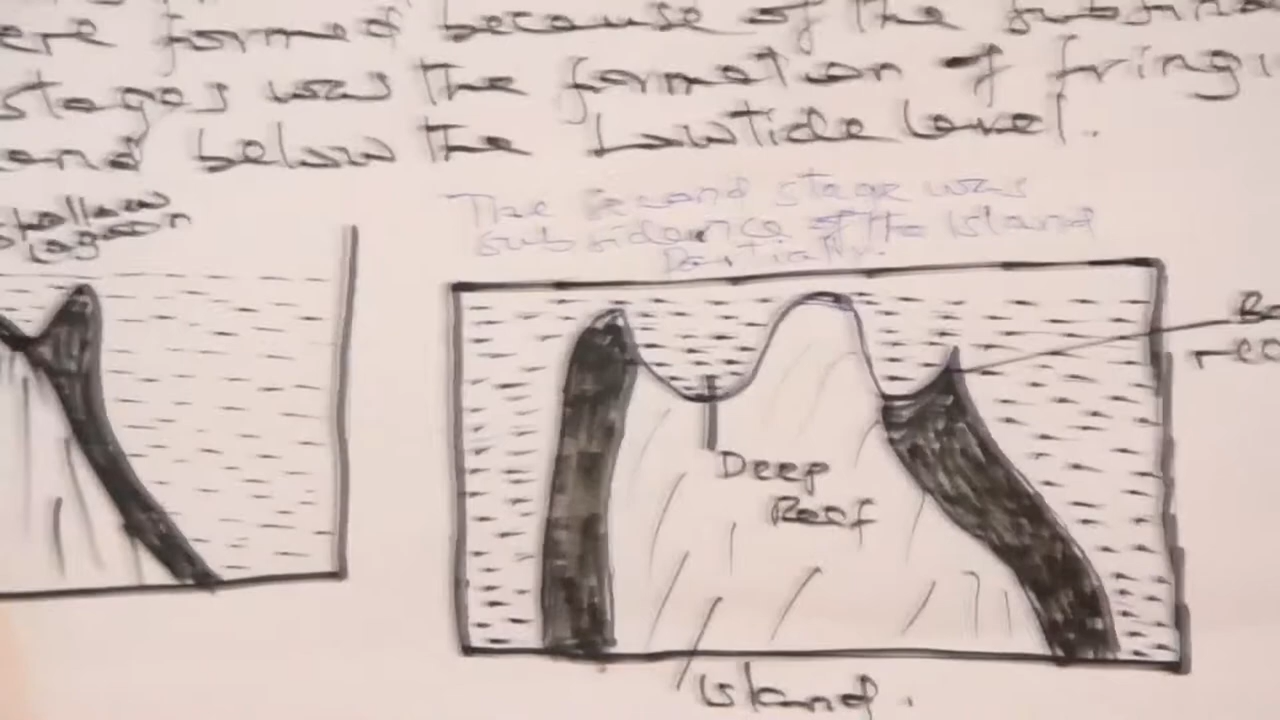 ere formed because of the
stages was the formation of fringi
and below the Lowtide level.
Shallow
lagoon
The second stage was
subsidence of the island
Partially.
Deep
Reef
island.